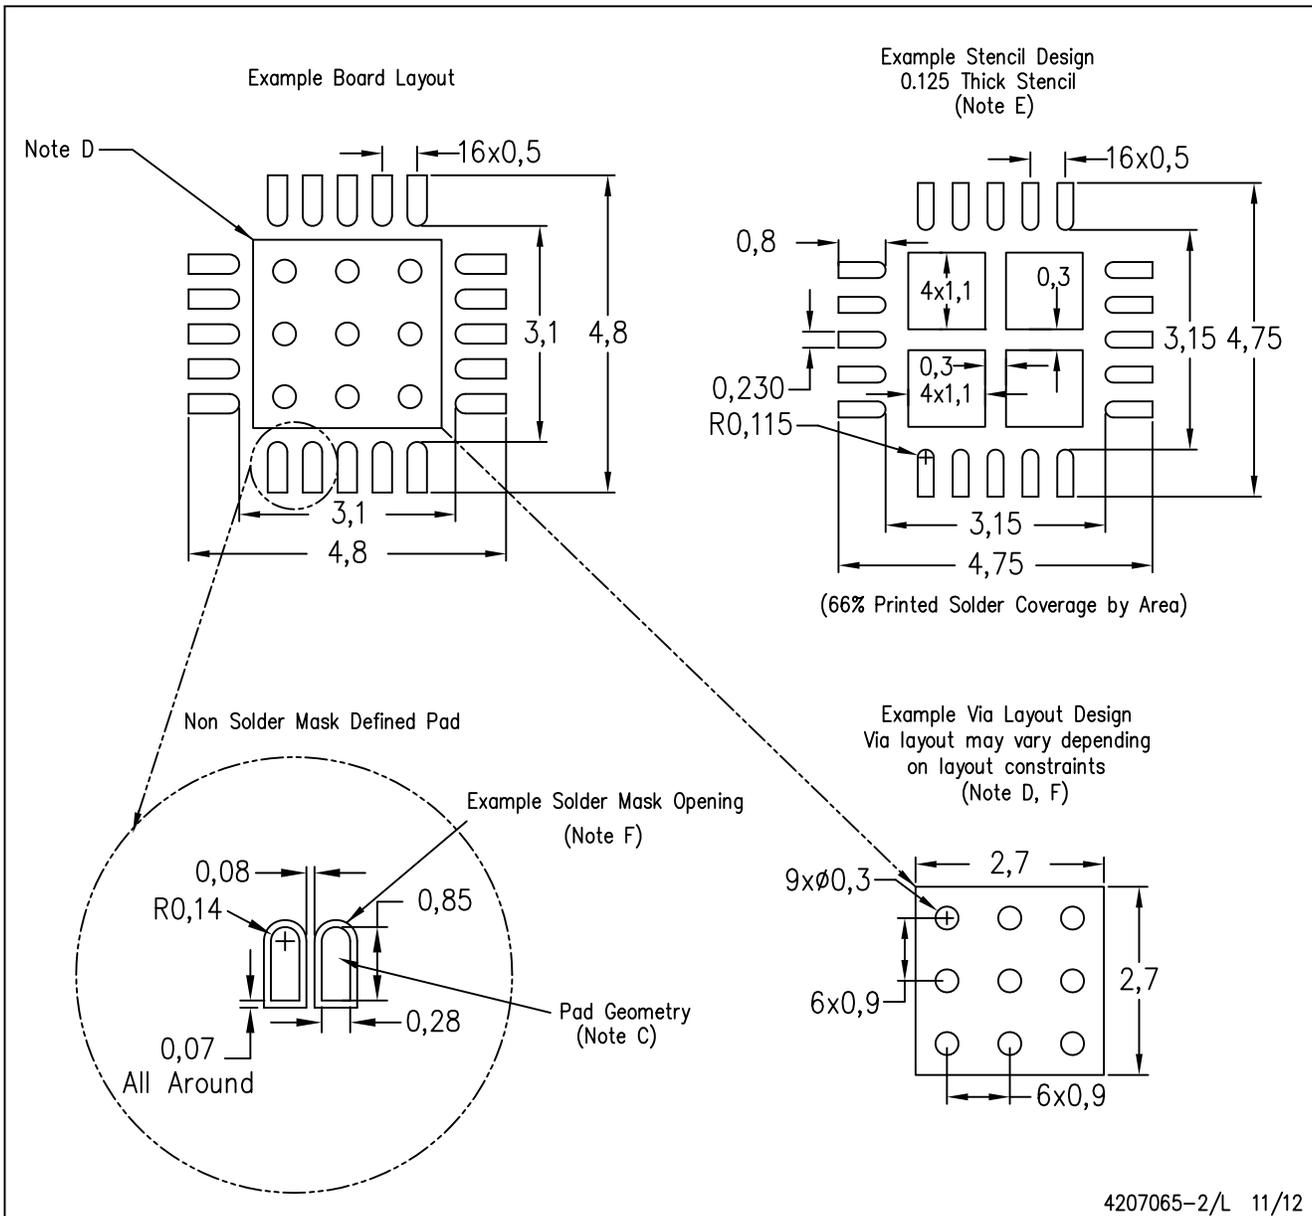 Example Board Layout
Note D
16x0,5
3,1
4,8
3,1
4,8
Example Stencil Design
0.125 Thick Stencil
(Note E)
16x0,5
0,8
4x1,1
0,3
3,15
4,75
0,3
4x1,1
0,230
R0,115
3,15
4,75
(66% Printed Solder Coverage by Area)
Non Solder Mask Defined Pad
Example Solder Mask Opening
(Note F)
0,08
R0,14
0,85
0,28
Pad Geometry
(Note C)
0,07
All Around
Example Via Layout Design
Via layout may vary depending
on layout constraints
(Note D, F)
2,7
9xø0,3
2,7
6x0,9
6x0,9
4207065-2/L 11/12